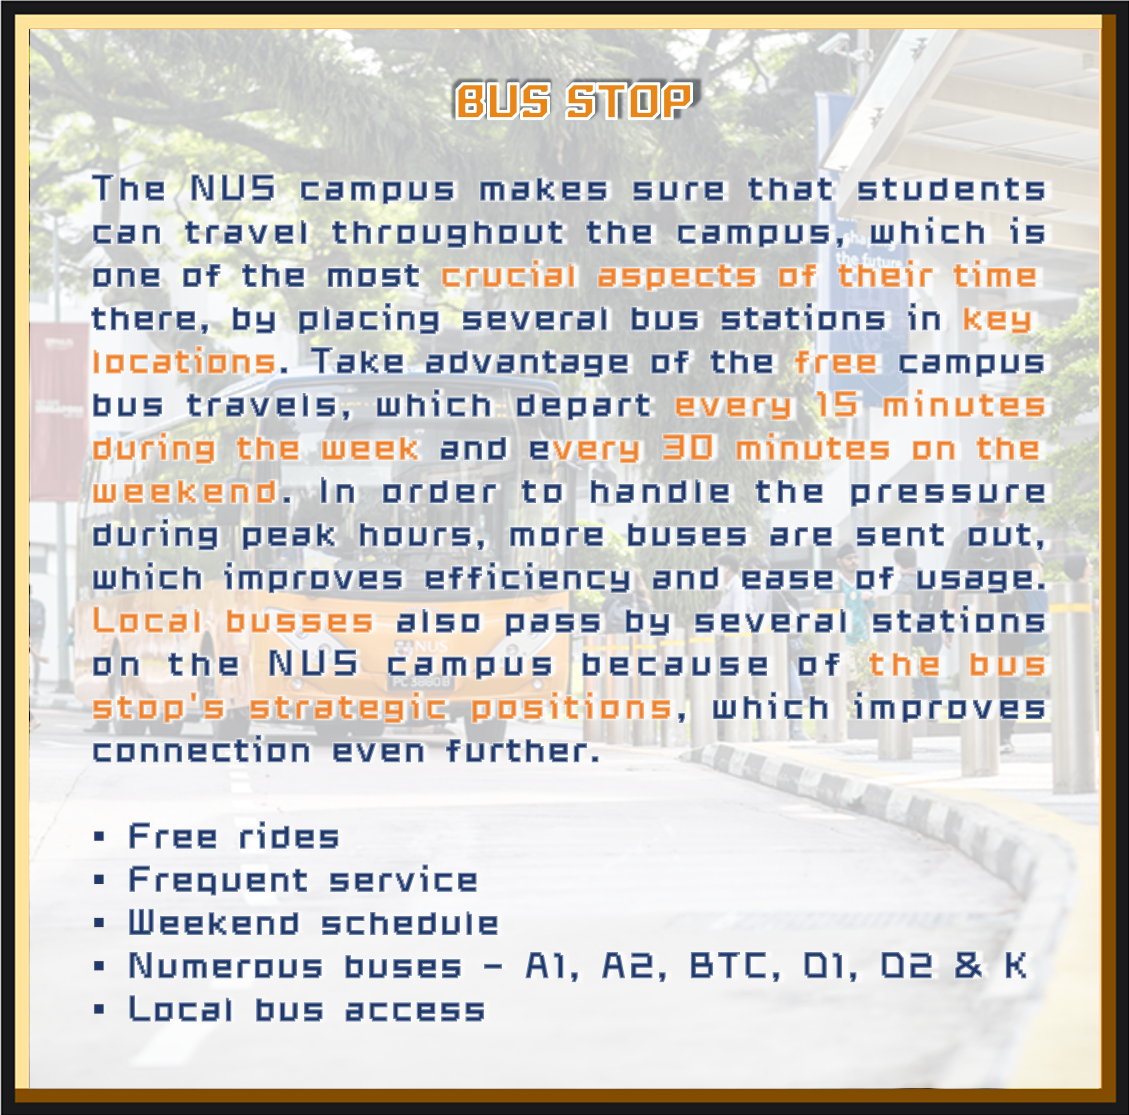 BUS STOP
The NUS campus makes sure that students
can travel throughout the campus, which is
one of the most crucial aspects of their time
there, by placing several bus stations in key
locations. Take advantage of the free campus
bus travels, which depart every 15 minutes
during the week and every 30 minutes on the
weekend. In order to handle the pressure
during peak hours, more buses are sent out,
which improves efficiency and ease of usage.
Local busses also pass by several stations
on the NUS campus because of the bus
stop's strategic positions, which improves
connection even further.
▪ Free rides
▪ Frequent service
▪ Weekend schedule
▪ Numerous buses – A1, A2, BTC, D1, D2 & K
▪ Local bus access
shaping
the future
NUS